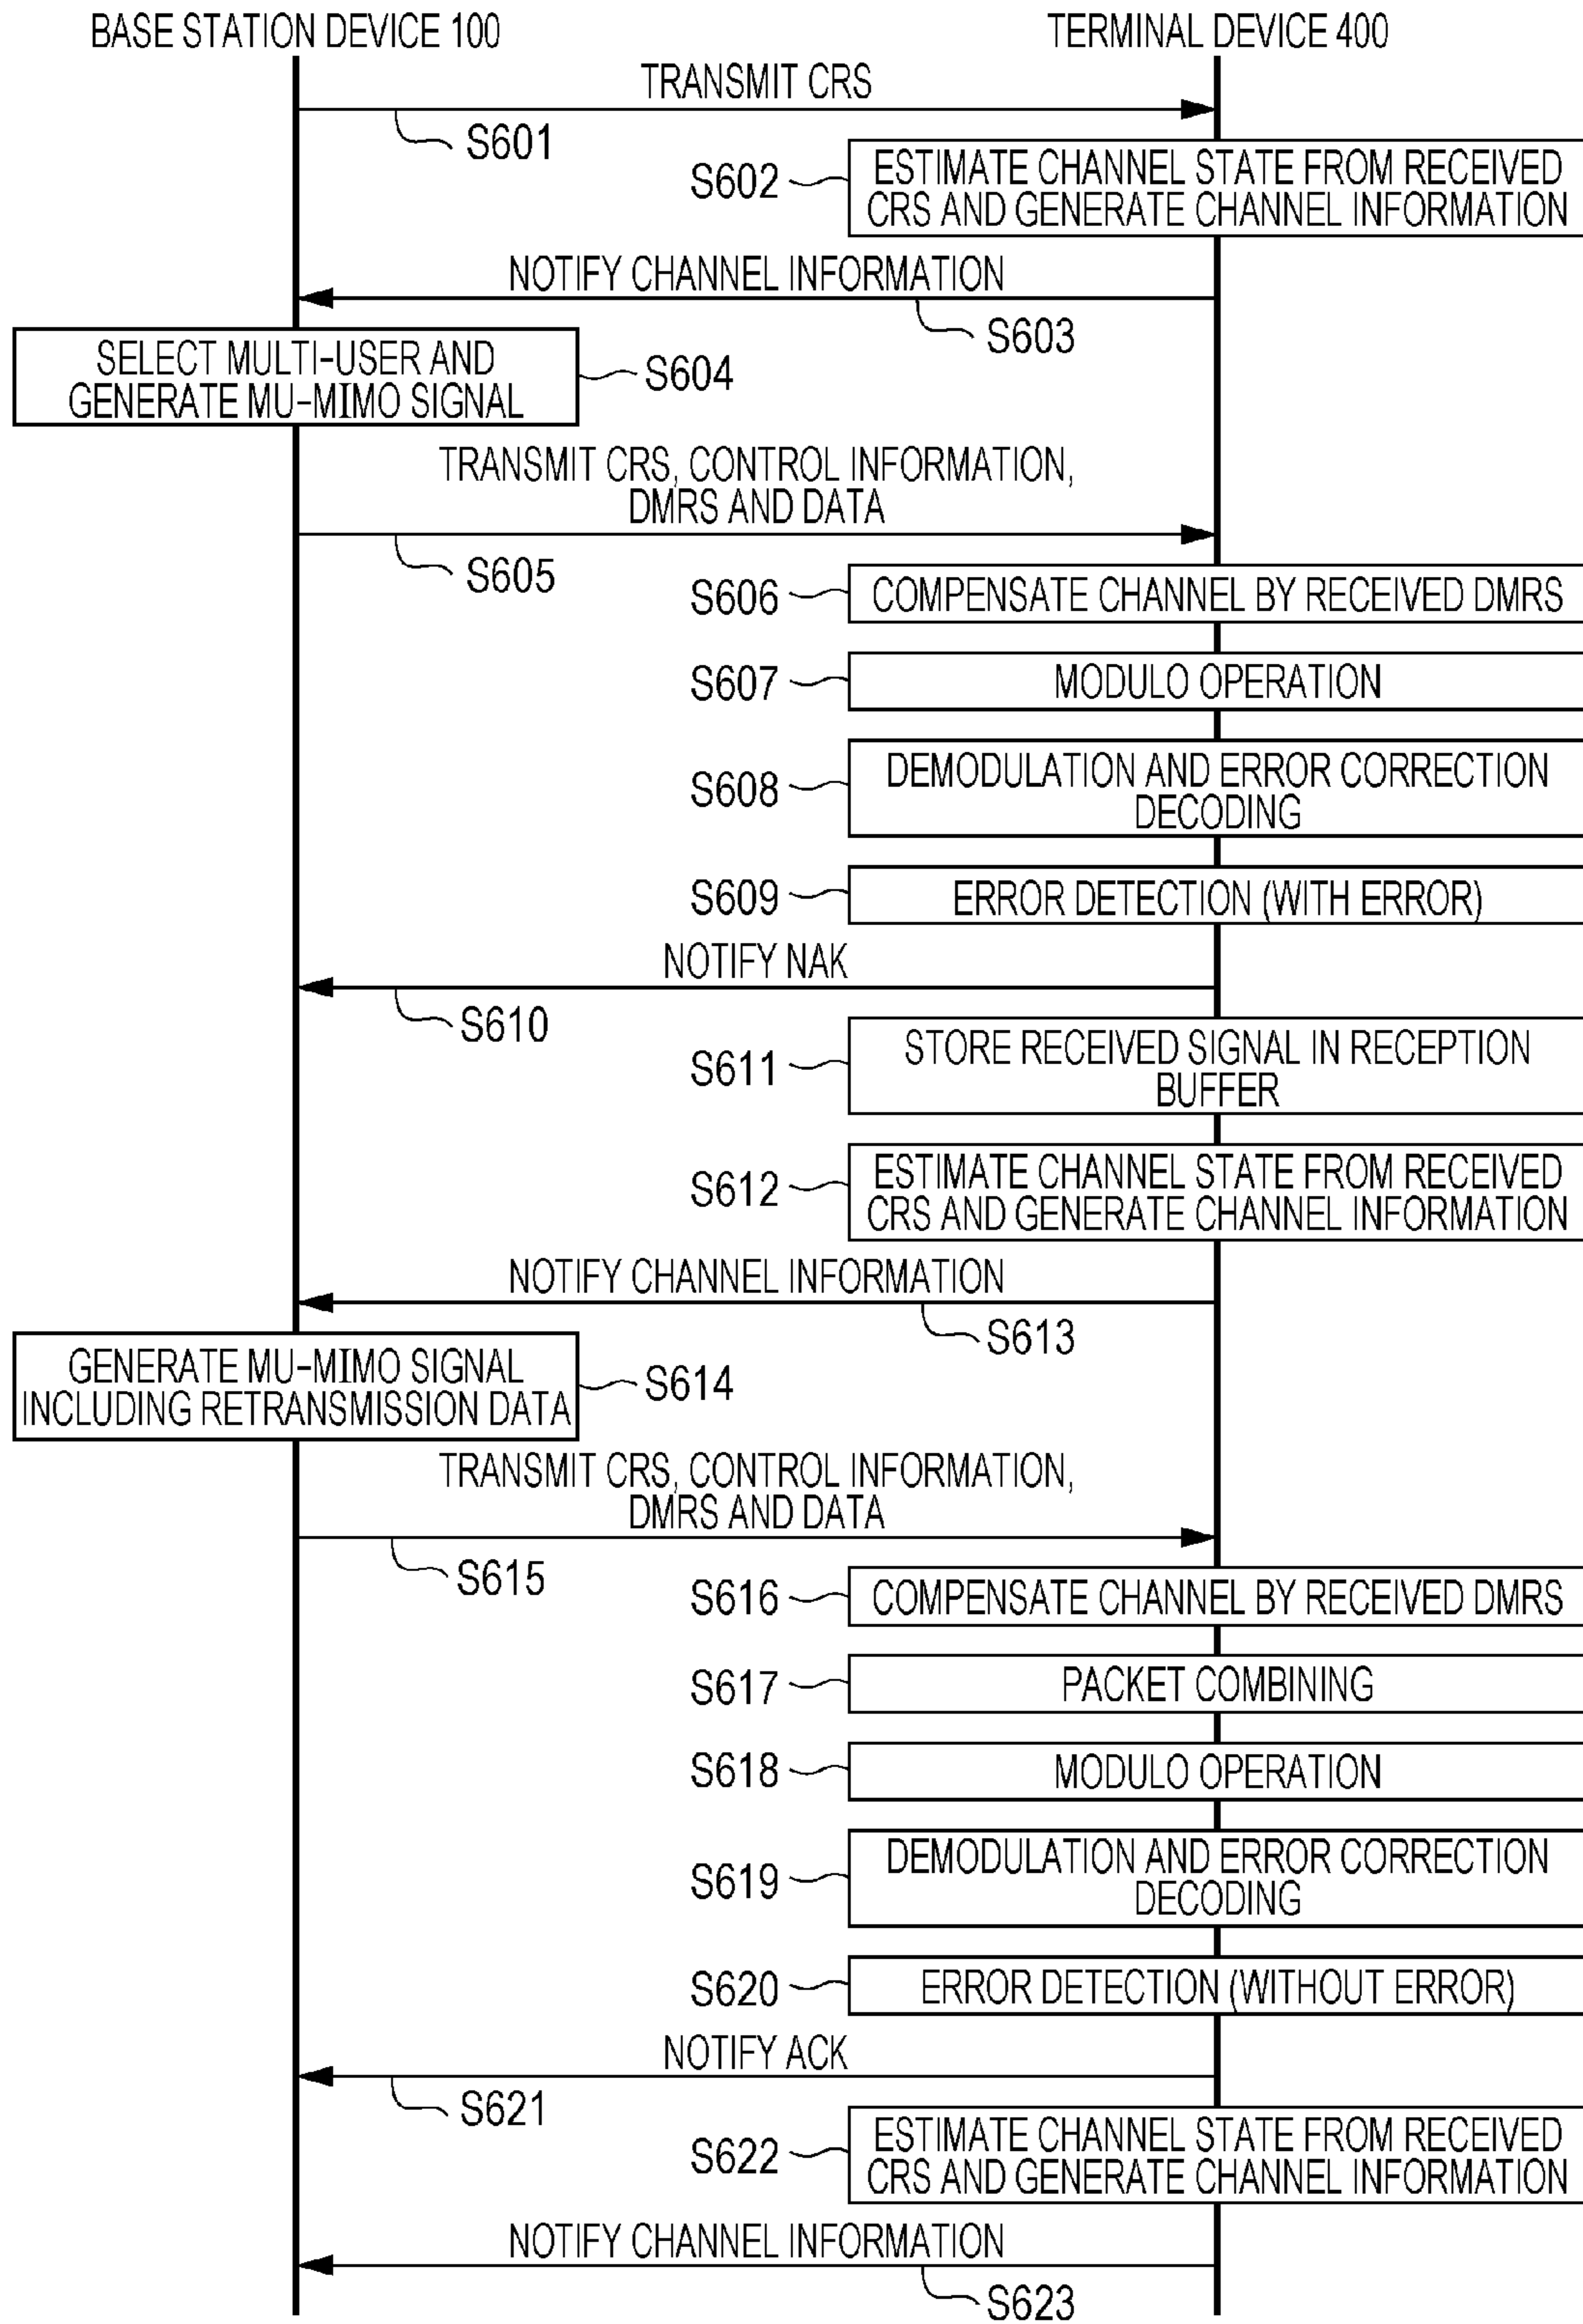 BASE STATION DEVICE 100
TERMINAL DEVICE 400
TRANSMIT CRS
S601
S602
ESTIMATE CHANNEL STATE FROM RECEIVED
CRS AND GENERATE CHANNEL INFORMATION
NOTIFY CHANNEL INFORMATION
S603
SELECT MULTI-USER AND
GENERATE MU-MIMO SIGNAL
S604
TRANSMIT CRS, CONTROL INFORMATION,
DMRS AND DATA
S605
S606
COMPENSATE CHANNEL BY RECEIVED DMRS
S607
MODULO OPERATION
S608
DEMODULATION AND ERROR CORRECTION
DECODING
S609
ERROR DETECTION (WITH ERROR)
NOTIFY NAK
S610
S611
STORE RECEIVED SIGNAL IN RECEPTION
BUFFER
S612
ESTIMATE CHANNEL STATE FROM RECEIVED
CRS AND GENERATE CHANNEL INFORMATION
NOTIFY CHANNEL INFORMATION
S613
GENERATE MU-MIMO SIGNAL
INCLUDING RETRANSMISSION DATA
S614
TRANSMIT CRS, CONTROL INFORMATION,
DMRS AND DATA
S615
S616
COMPENSATE CHANNEL BY RECEIVED DMRS
S617
PACKET COMBINING
S618
MODULO OPERATION
S619
DEMODULATION AND ERROR CORRECTION
DECODING
S620
ERROR DETECTION (WITHOUT ERROR)
NOTIFY ACK
S621
S622
ESTIMATE CHANNEL STATE FROM RECEIVED
CRS AND GENERATE CHANNEL INFORMATION
NOTIFY CHANNEL INFORMATION
S623